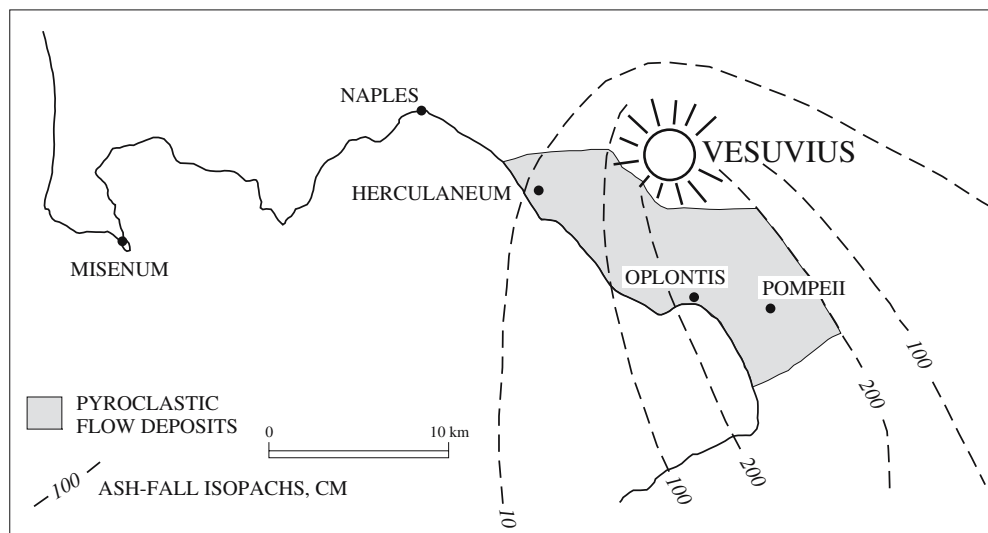 NAPLES
VESUVIUS
HERCULANEUM
MISENUM
OPLONTIS
POMPEII
100
200
PYROCLASTIC
FLOW DEPOSITS
0 10 km
100 ASH-FALL ISOPACHS, CM
10
100
200